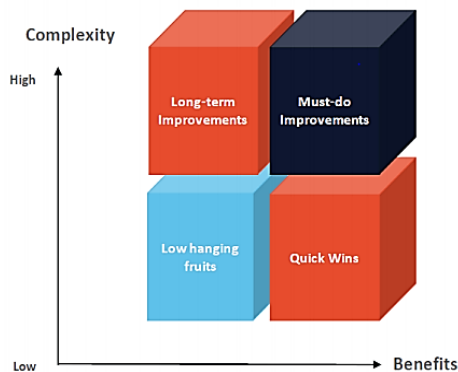 Complexity
High
Long-term
Improvements
Must-do
Improvements
Low hanging
fruits
Quick Wins
Low
Benefits